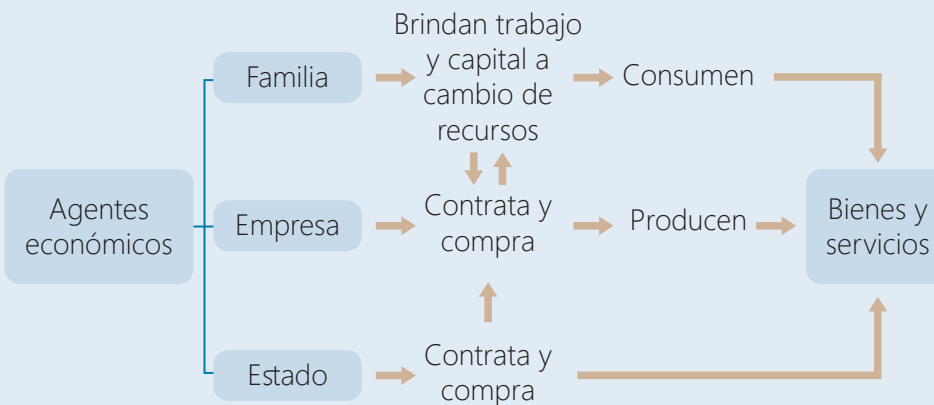 Brindan trabajo
y capital a
cambio de
recursos
Familia
Consumen
Agentes
económicos
Empresa
Contrata y
compra
Producen
Bienes y
servicios
Estado
Contrata y
compra